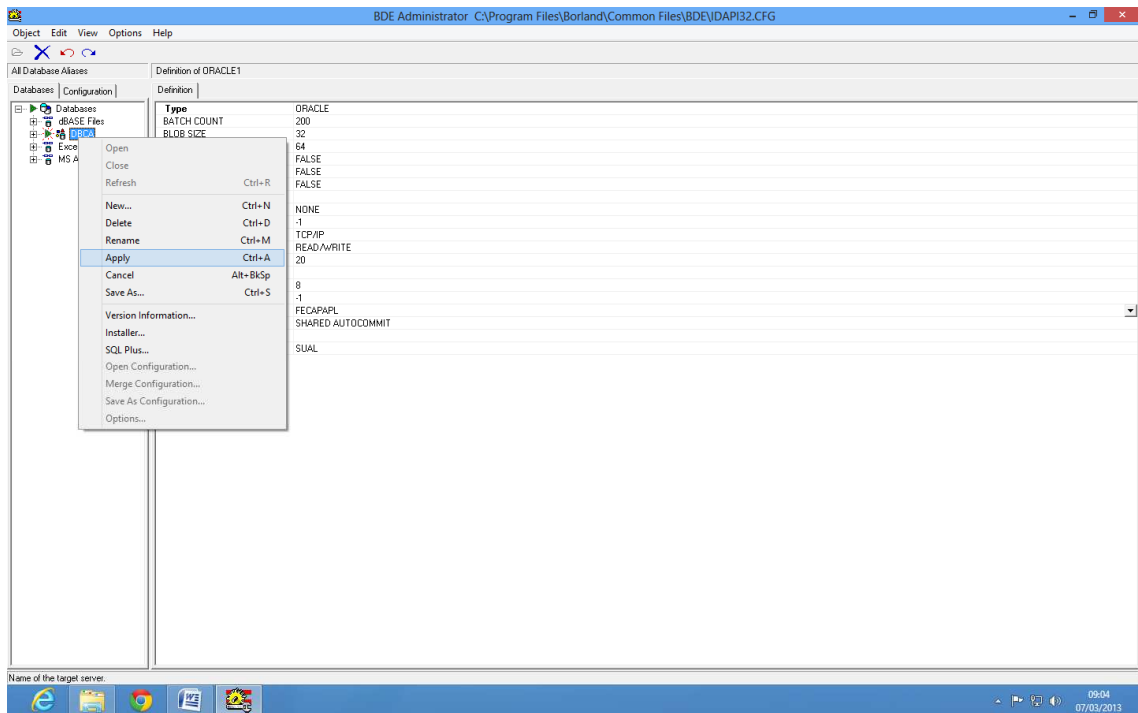 BDE Administrator C:\Program Files\Borland\Common Files\BDE\IDAPI32.CFG
Object Edit View Options Help
All Database Aliases Definition of ORACLE1
Databases Configuration Definition
Databases
dBASE Files
DBCA
Exce
MS A
Type ORACLE
BATCH COUNT 200
BLOB SIZE 32
64
FALSE
FALSE
FALSE
NONE
-1
TCP/IP
READ/WRITE
20
8
-1
FECAPAPL
SHARED AUTOCOMMIT
SUAL
Open
Close
Refresh Ctrl+R
New... Ctrl+N
Delete Ctrl+D
Rename Ctrl+M
Apply Ctrl+A
Cancel Alt+BkSp
Save As... Ctrl+S
Version Information...
Installer...
SQL Plus...
Open Configuration...
Merge Configuration...
Save As Configuration...
Options...
Name of the target server.
09:04
07/03/2013